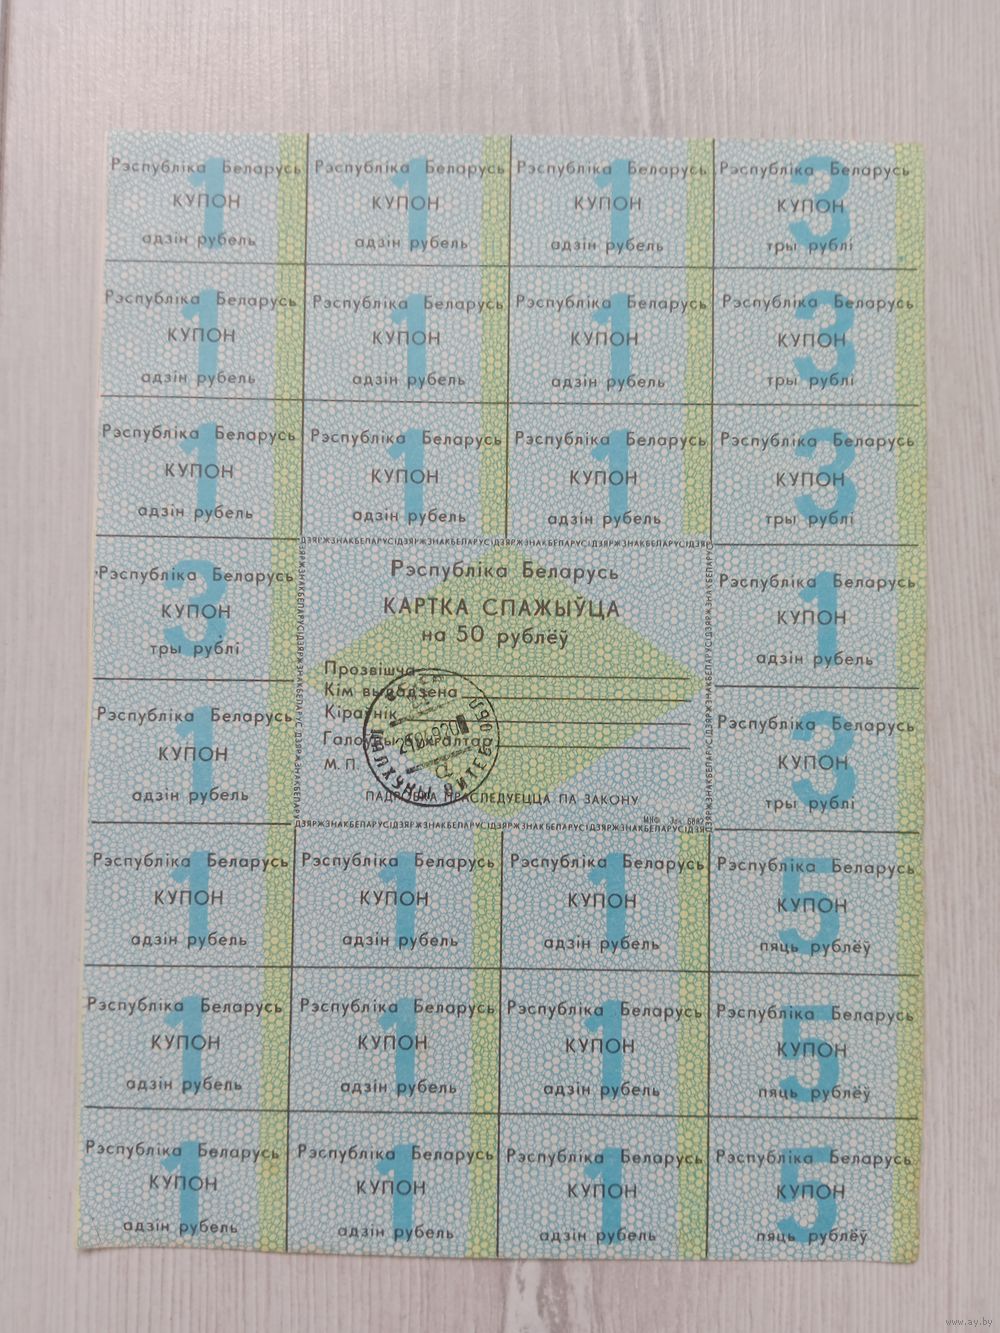 Рэспубліка Беларусь
КУПОН
адзін рубель
Рэспубліка Беларусь
КУПОН
адзін рубель
Рэспубліка Беларусь
КУПОН
адзін рубель
Рэспубліка Беларусь
КУПОН
тры рублі
1
1
1
3
Рэспубліка Беларусь
КУПОН
адзін рубель
Рэспубліка Беларусь
КУПОН
адзін рубель
Рэспубліка Беларусь
КУПОН
адзін рубель
Рэспубліка Беларусь
КУПОН
тры рублі
1
1
1
3
Рэспубліка Беларусь
КУПОН
адзін рубель
Рэспубліка Беларусь
КУПОН
адзін рубель
Рэспубліка Беларусь
КУПОН
адзін рубель
Рэспубліка Беларусь
КУПОН
тры рублі
1
1
1
3
Рэспубліка Беларусь
КУПОН
тры рублі
3
Рэспубліка Беларусь
КАРТКА СПАЖЫЎЦА
на 50 рублёў
Прозвішча
Кім выдадзена
Кіраўнік
Галоўны бухгалтар
М. П.
ПАДРОБКА ПРАСЛЕДУЕЦЦА ПА ЗАКОНУ
Рэспубліка Беларусь
КУПОН
адзін рубель
1
Рэспубліка Беларусь
КУПОН
адзін рубель
1
Рэспубліка Беларусь
КУПОН
тры рублі
3
Рэспубліка Беларусь
КУПОН
адзін рубель
Рэспубліка Беларусь
КУПОН
адзін рубель
Рэспубліка Беларусь
КУПОН
адзін рубель
Рэспубліка Беларусь
КУПОН
пяць рублёў
1
1
1
5
Рэспубліка Беларусь
КУПОН
адзін рубель
Рэспубліка Беларусь
КУПОН
адзін рубель
Рэспубліка Беларусь
КУПОН
адзін рубель
Рэспубліка Беларусь
КУПОН
пяць рублёў
1
1
1
5
Рэспубліка Беларусь
КУПОН
адзін рубель
Рэспубліка Беларусь
КУПОН
адзін рубель
Рэспубліка Беларусь
КУПОН
адзін рубель
Рэспубліка Беларусь
КУПОН
пяць рублёў
1
1
1
5
www.ay.by